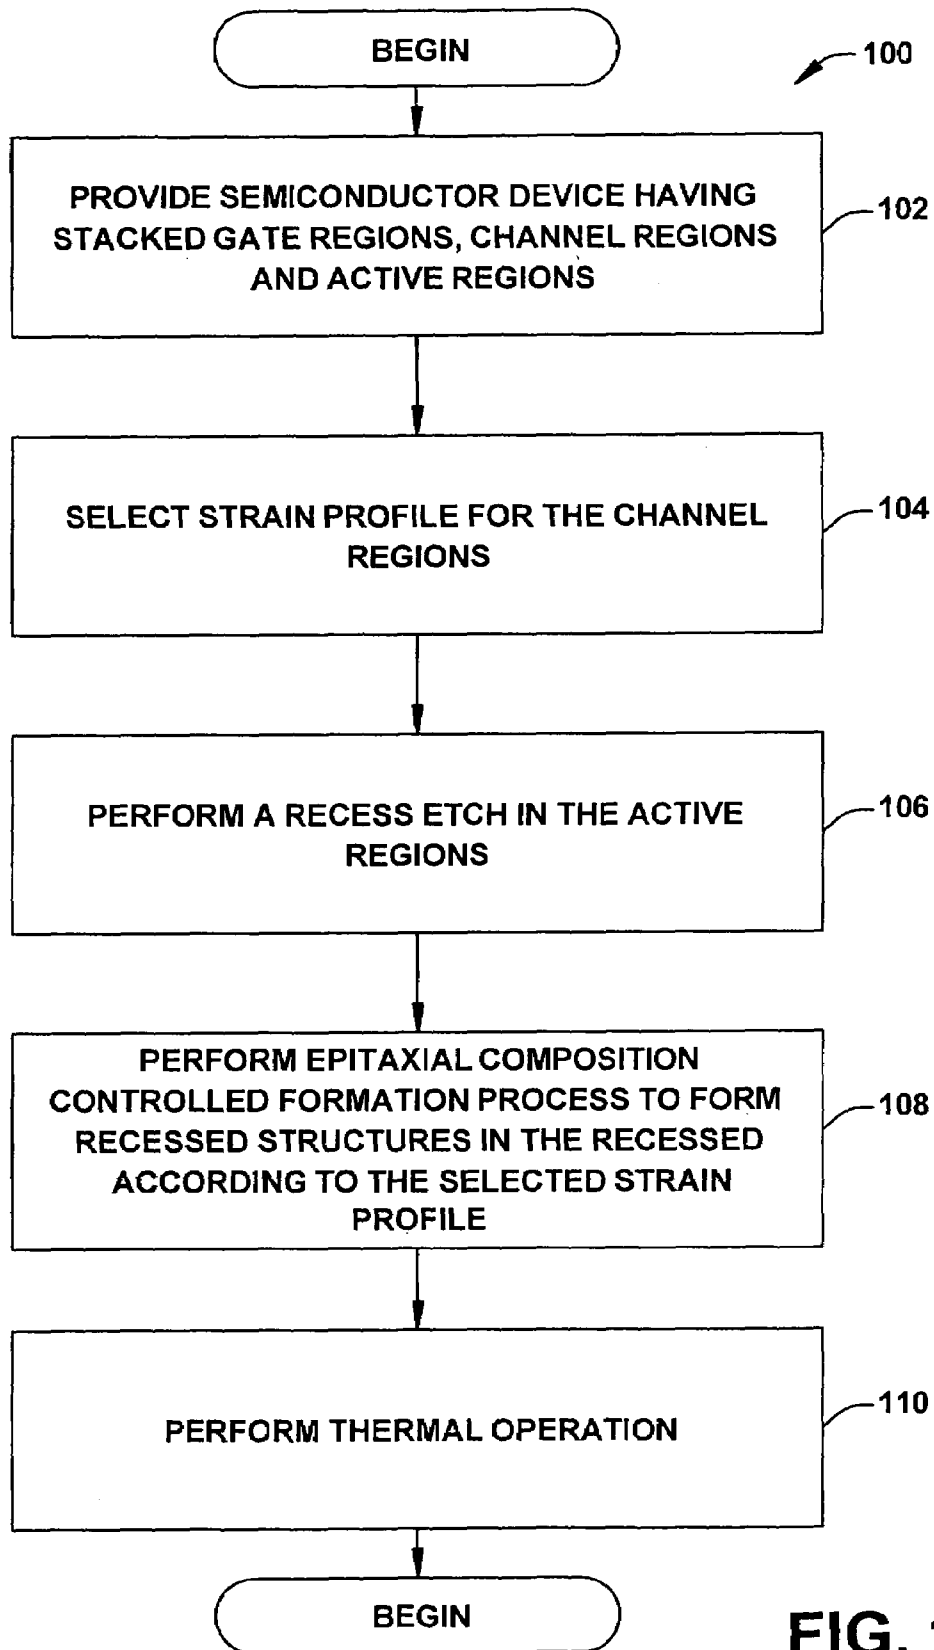 BEGIN
100
PROVIDE SEMICONDUCTOR DEVICE HAVING
STACKED GATE REGIONS, CHANNEL REGIONS
AND ACTIVE REGIONS
102
SELECT STRAIN PROFILE FOR THE CHANNEL
REGIONS
104
PERFORM A RECESS ETCH IN THE ACTIVE
REGIONS
106
PERFORM EPITAXIAL COMPOSITION
CONTROLLED FORMATION PROCESS TO FORM
RECESSED STRUCTURES IN THE RECESSED
ACCORDING TO THE SELECTED STRAIN
PROFILE
108
PERFORM THERMAL OPERATION
110
BEGIN
FIG.